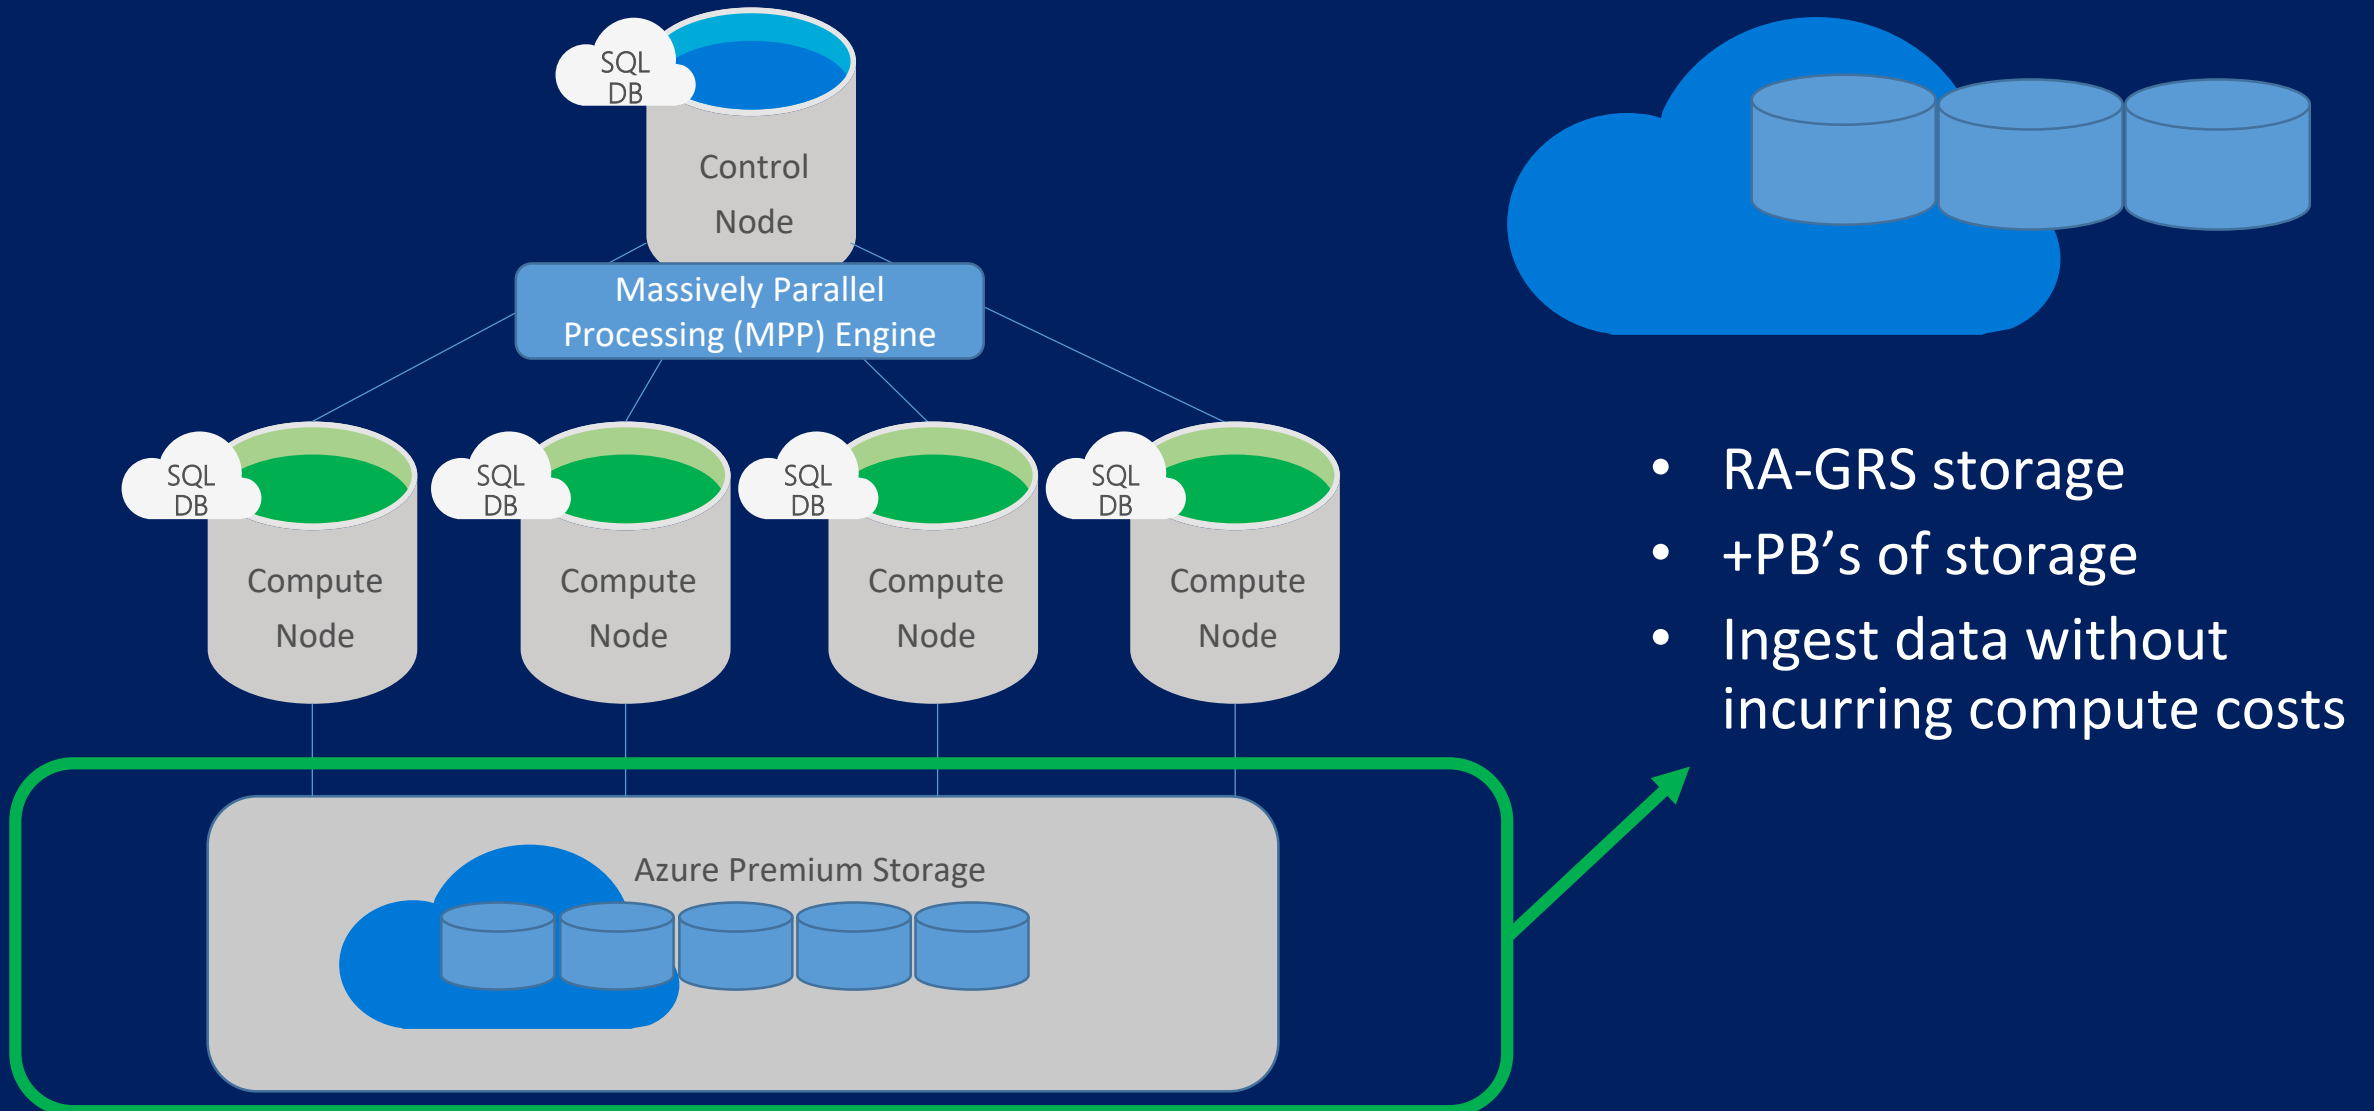 SQL
DB
Control
Node
Massively Parallel
Processing (MPP) Engine
SQL
DB
Compute
Node
SQL
DB
Compute
Node
SQL
DB
Compute
Node
SQL
DB
Compute
Node
Azure Premium Storage
• RA-GRS storage
• +PB’s of storage
• Ingest data without
incurring compute costs